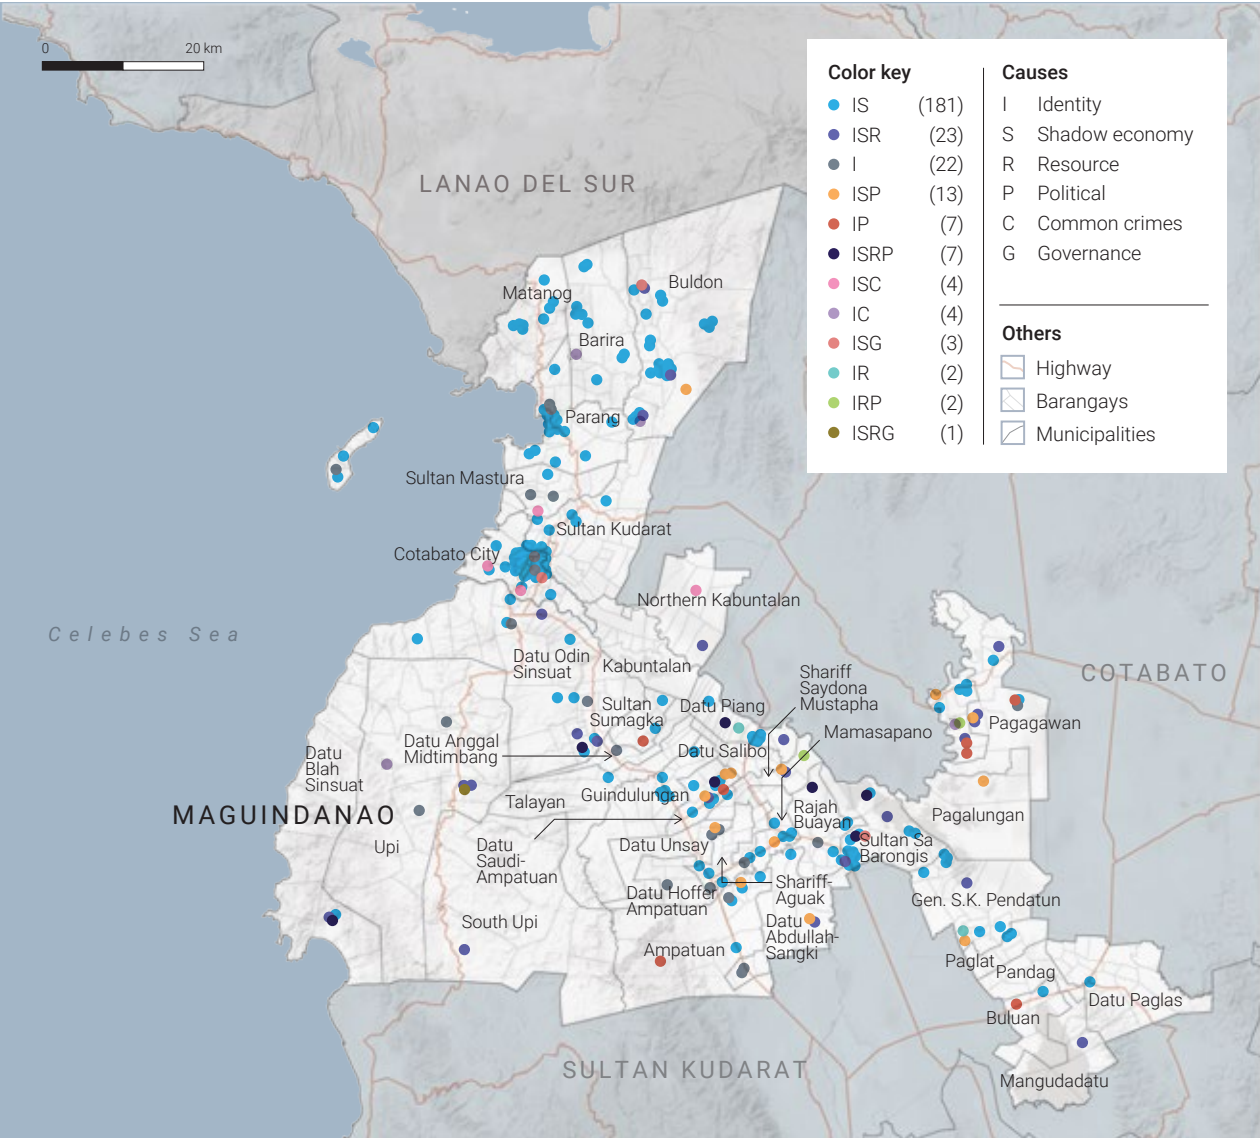 0 20 km
Color key
IS (181)
ISR (23)
I (22)
ISP (13)
IP (7)
ISRP (7)
ISC (4)
IC (4)
ISG (3)
IR (2)
IRP (2)
ISRG (1)
Causes
I Identity
S Shadow economy
R Resource
P Political
C Common crimes
G Governance
Others
Highway
Barangays
Municipalities
LANAO DEL SUR
Buldon
Matanog
Barira
Parang
Sultan Mastura
Sultan Kudarat
Cotabato City
Northern Kabuntalan
Celebes Sea
Datu Odin
Sinsuat
Kabuntalan
Shariff
Saydona
Mustapha
COTABATO
Sultan
Sumagka
Datu Piang
Pagagawan
Mamasapano
Datu Anggal
Midtimbang
Datu Salibo
Datu
Blah
Sinsuat
Talayan
Guindulungan
Rajah
Buayan
Pagalungan
MAGUINDANAO
Upi
Datu
Saudi-
Ampatuan
Datu Unsay
Sultan Sa
Barongis
Datu Hoffer
Ampatuan
Shariff-
Aguak
Gen. S.K. Pendatun
South Upi
Datu
Abdullah-
Sangki
Ampatuan
Paglat
Pandag
Datu Paglas
Buluan
SULTAN KUDARAT
Mangudadatu